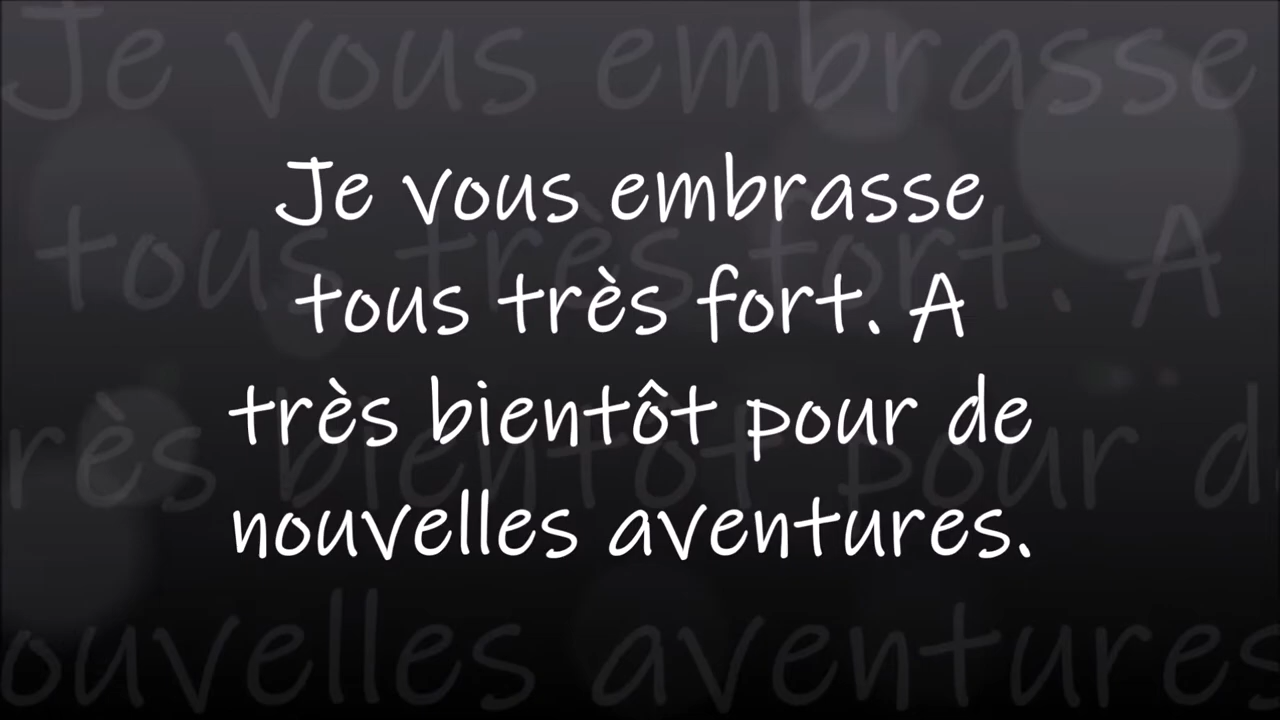 Je vous embrasse
tous très fort. A
très bientôt pour de
nouvelles aventures.